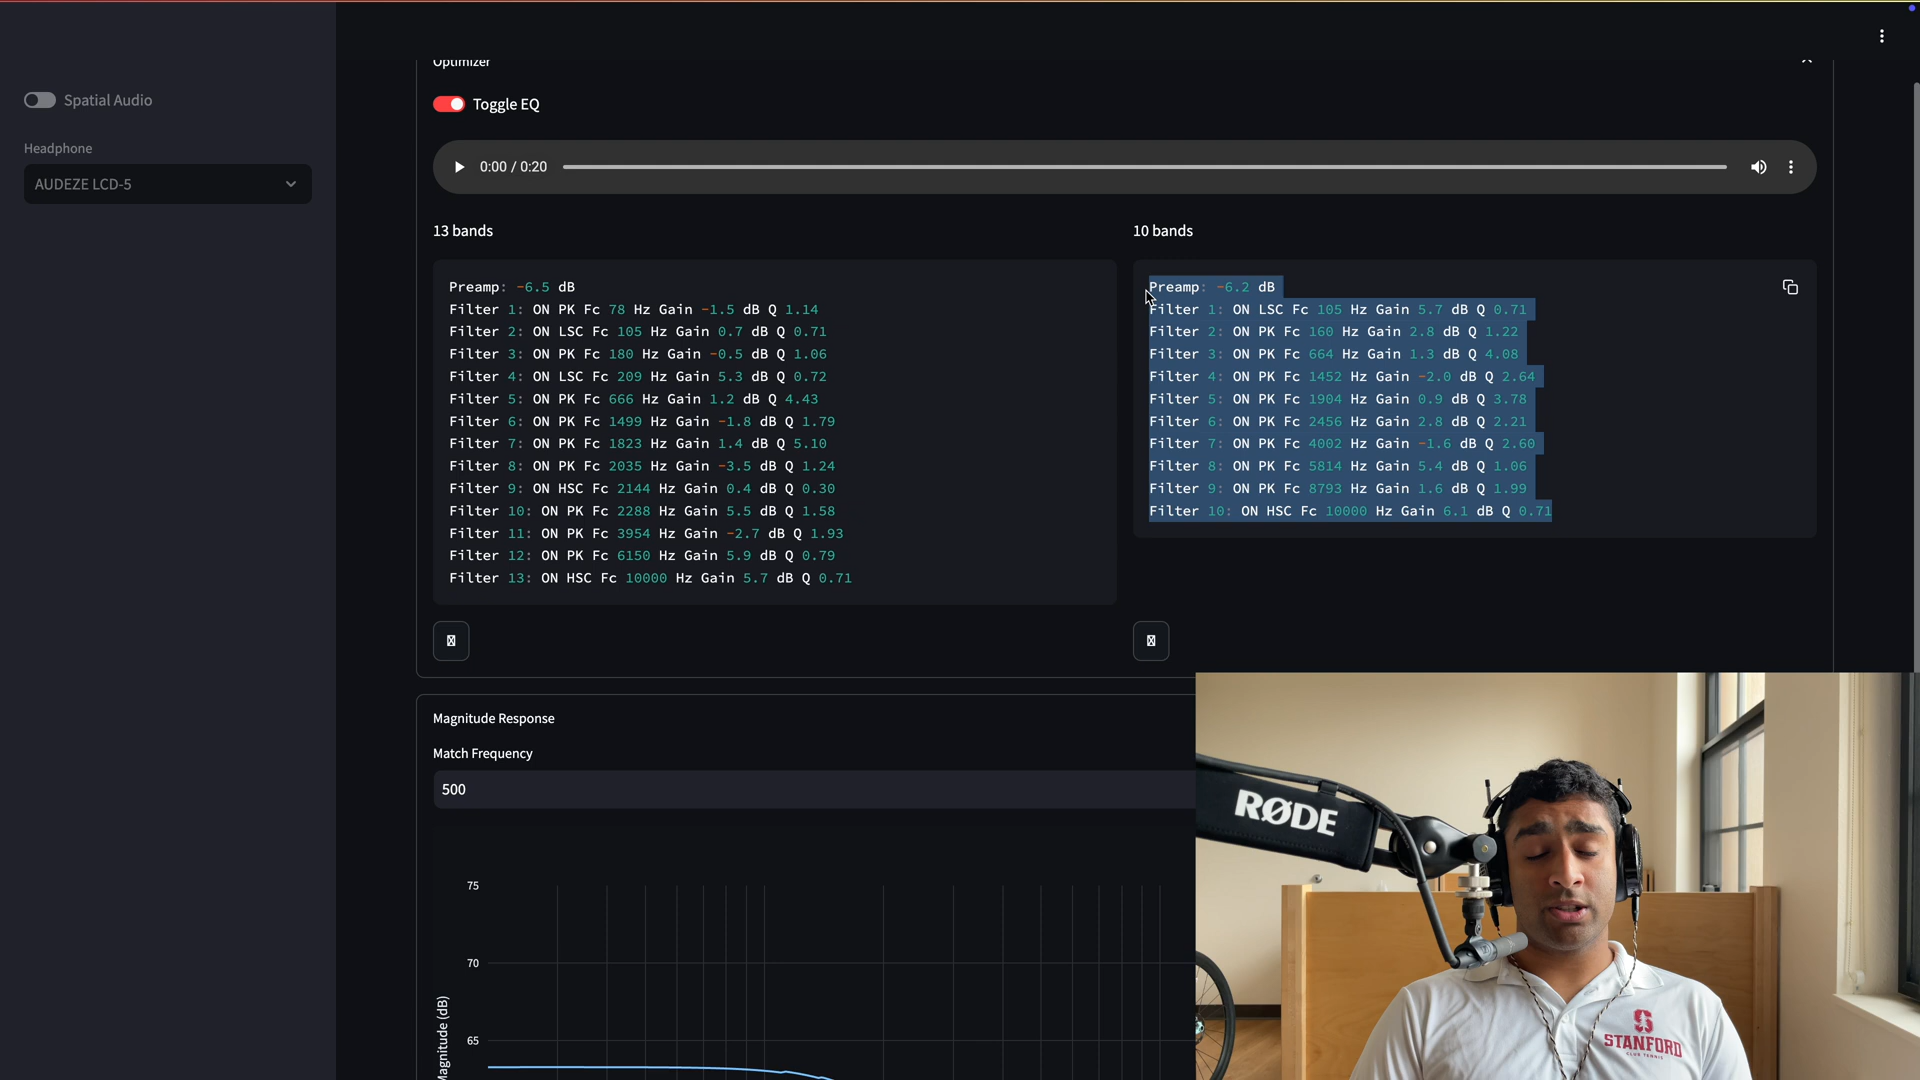 Spatial Audio
Headphone
AUDEZE LCD-5
Optimizer
Toggle EQ
0:00 / 0:20
13 bands
Preamp: -6.5 dB
Filter 1: ON PK Fc 78 Hz Gain -1.5 dB Q 1.14
Filter 2: ON LSC Fc 105 Hz Gain 0.7 dB Q 0.71
Filter 3: ON PK Fc 180 Hz Gain -0.5 dB Q 1.06
Filter 4: ON LSC Fc 209 Hz Gain 5.3 dB Q 0.72
Filter 5: ON PK Fc 666 Hz Gain 1.2 dB Q 4.43
Filter 6: ON PK Fc 1499 Hz Gain -1.8 dB Q 1.79
Filter 7: ON PK Fc 1823 Hz Gain 1.4 dB Q 5.10
Filter 8: ON PK Fc 2035 Hz Gain -3.5 dB Q 1.24
Filter 9: ON HSC Fc 2144 Hz Gain 0.4 dB Q 0.30
Filter 10: ON PK Fc 2288 Hz Gain 5.5 dB Q 1.58
Filter 11: ON PK Fc 3954 Hz Gain -2.7 dB Q 1.93
Filter 12: ON PK Fc 6150 Hz Gain 5.9 dB Q 0.79
Filter 13: ON HSC Fc 10000 Hz Gain 5.7 dB Q 0.71
10 bands
Preamp: -6.2 dB
Filter 1: ON LSC Fc 105 Hz Gain 5.7 dB Q 0.71
Filter 2: ON PK Fc 160 Hz Gain 2.8 dB Q 1.22
Filter 3: ON PK Fc 664 Hz Gain 1.3 dB Q 4.08
Filter 4: ON PK Fc 1452 Hz Gain -2.0 dB Q 2.64
Filter 5: ON PK Fc 1904 Hz Gain 0.9 dB Q 3.78
Filter 6: ON PK Fc 2456 Hz Gain 2.8 dB Q 2.21
Filter 7: ON PK Fc 4002 Hz Gain -1.6 dB Q 2.60
Filter 8: ON PK Fc 5814 Hz Gain 5.4 dB Q 1.06
Filter 9: ON PK Fc 8793 Hz Gain 1.6 dB Q 1.99
Filter 10: ON HSC Fc 10000 Hz Gain 6.1 dB Q 0.71
Magnitude Response
Match Frequency
500
75
70
65
Magnitude (dB)
RØDE
S
STANFORD
CLUB TENNIS